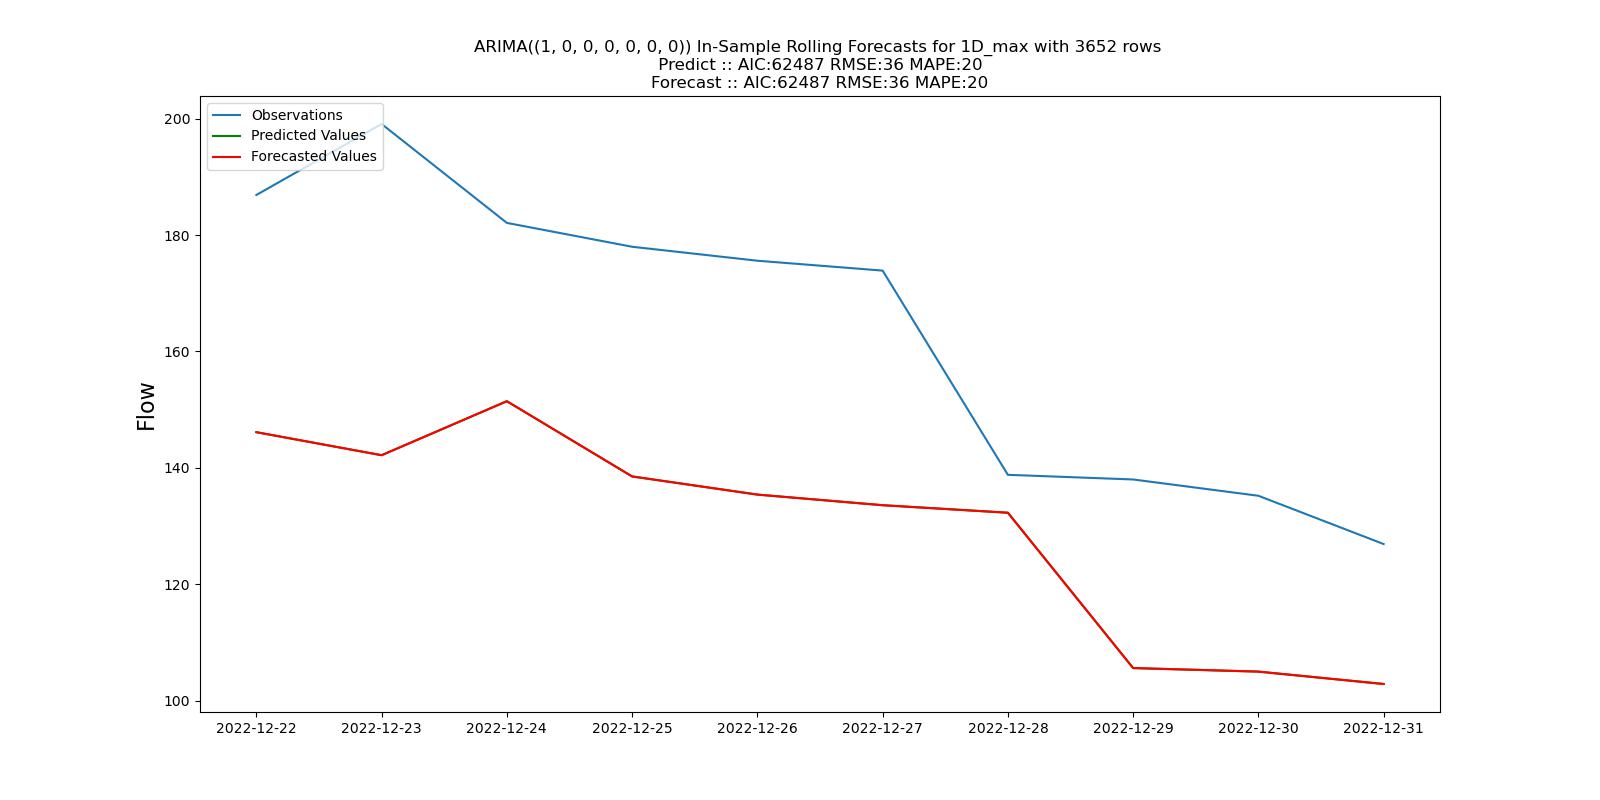 ARIMA((1, 0, 0, 0, 0, 0, 0)) In-Sample Rolling Forecasts for 1D_max with 3652 rows
Predict :: AIC:62487 RMSE:36 MAPE:20
Forecast :: AIC:62487 RMSE:36 MAPE:20
Observations
Predicted Values
Forecasted Values
200
180
160
140
120
100
Flow
2022-12-22 2022-12-23 2022-12-24 2022-12-25 2022-12-26 2022-12-27 2022-12-28 2022-12-29 2022-12-30 2022-12-31